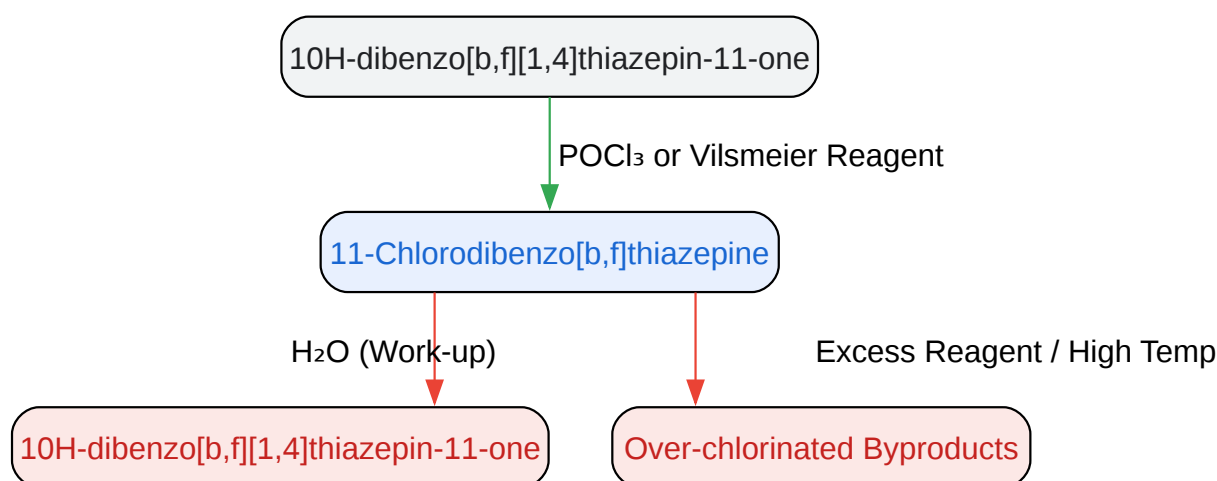 10H-dibenzo[b,f][1,4]thiazepin-11-one
POCl₃ or Vilsmeier Reagent
11-Chlorodibenzo[b,f]thiazepine
H₂O (Work-up)
Excess Reagent / High Temp
10H-dibenzo[b,f][1,4]thiazepin-11-one
Over-chlorinated Byproducts